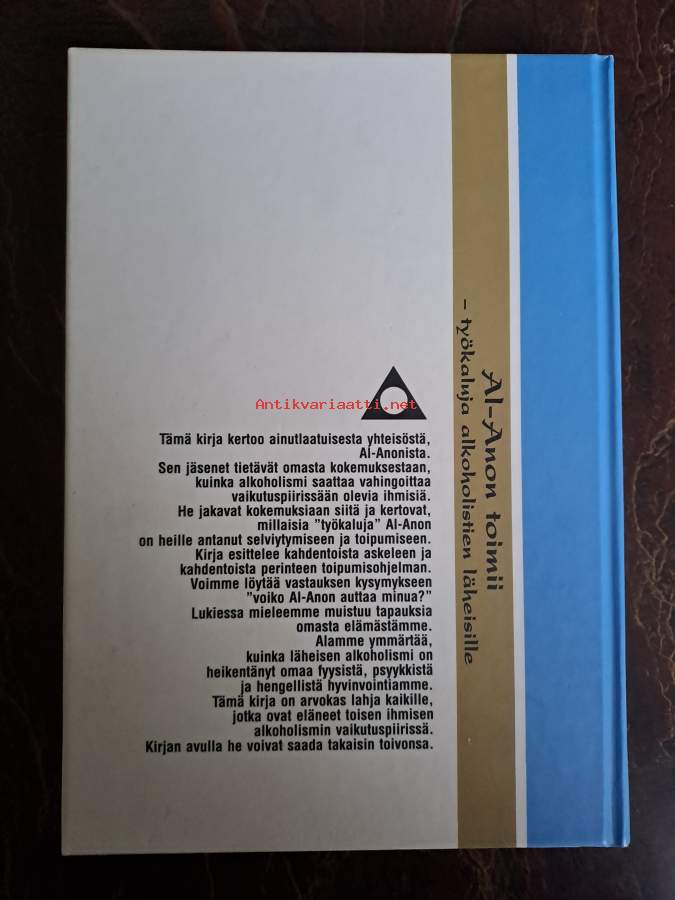 Al-Anon toimii
- työkaluja alkoholistien läheisille
Antikvariaatti.net
Tämä kirja kertoo ainutlaatuisesta yhteisöstä,
Al-Anonista.
Sen jäsenet tietävät omasta kokemuksestaan,
kuinka alkoholismi saattaa vahingoittaa
vaikutuspiirissään olevia ihmisiä.
He jakavat kokemuksiaan siitä ja kertovat,
millaisia "työkaluja" Al-Anon
on heille antanut selviytymiseen ja toipumiseen.
Kirja esittelee kahdentoista askeleen ja
kahdentoista perinteen toipumisohjelman.
Voimme löytää vastauksen kysymykseen
"voiko Al-Anon auttaa minua?"
Lukiessa mieleemme muistuu tapauksia
omasta elämästämme.
Alamme ymmärtää,
kuinka läheisen alkoholismi on
heikentänyt omaa fyysistä, psyykkistä
ja hengellistä hyvinvointiamme.
Tämä kirja on arvokas lahja kaikille,
jotka ovat eläneet toisen ihmisen
alkoholismin vaikutuspiirissä.
Kirjan avulla he voivat saada takaisin toivonsa.